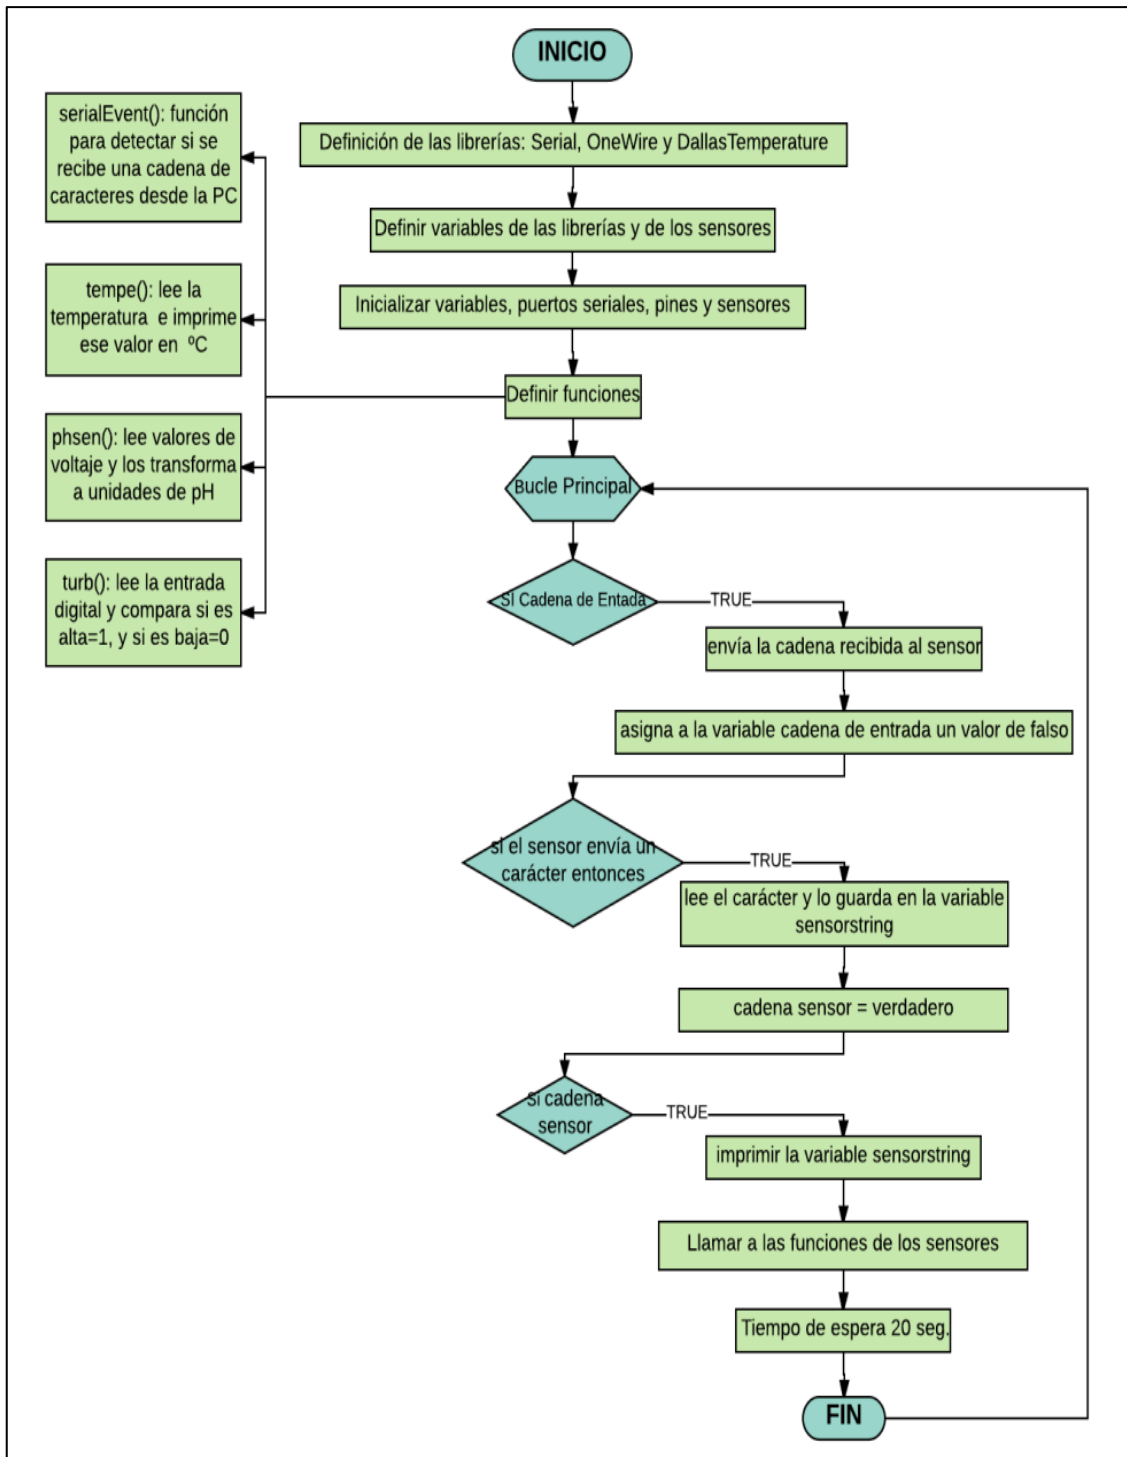 INICIO
Definición de las librerías: Serial, OneWire y DallasTemperature
Definir variables de las librerías y de los sensores
Inicializar variables, puertos seriales, pines y sensores
Definir funciones
serialEvent(): función
para detectar si se
recibe una cadena de
caracteres desde la PC
tempe(): lee la
temperatura e imprime
ese valor en ºC
phsen(): lee valores de
voltaje y los transforma
a unidades de pH
turb(): lee la entrada
digital y compara si es
alta=1, y si es baja=0
Bucle Principal
SI Cadena de Entada
TRUE
envía la cadena recibida al sensor
asigna a la variable cadena de entrada un valor de falso
sI el sensor envía un
carácter entonces
TRUE
lee el carácter y lo guarda en la variable
sensorstring
cadena sensor = verdadero
Si cadena
sensor
TRUE
imprimir la variable sensorstring
Llamar a las funciones de los sensores
Tiempo de espera 20 seg.
FIN